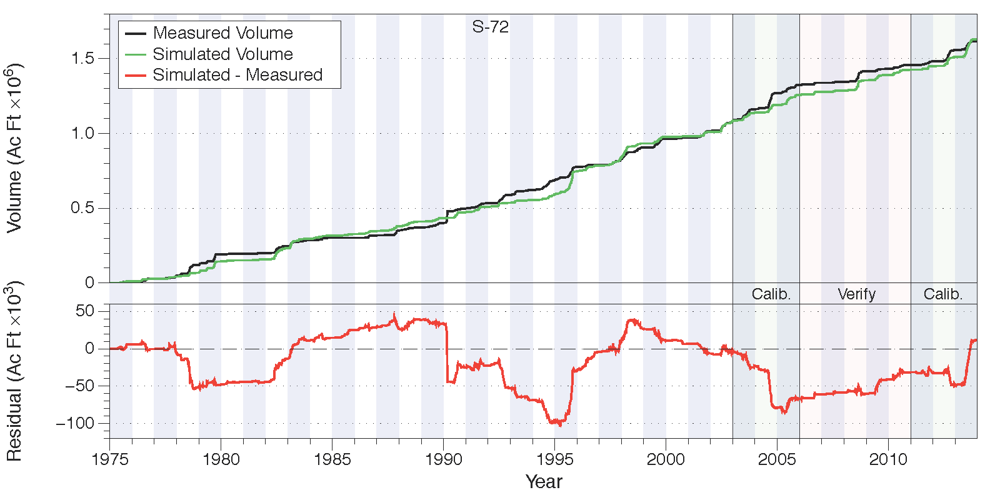 S-72
Measured Volume
Simulated Volume
Simulated - Measured
Volume (Ac Ft ×10⁶)
1.5
1.0
0.5
0
Calib.
Verify
Calib.
Residual (Ac Ft ×10³)
50
0
−50
−100
1975 1980 1985 1990 1995 2000 2005 2010
Year